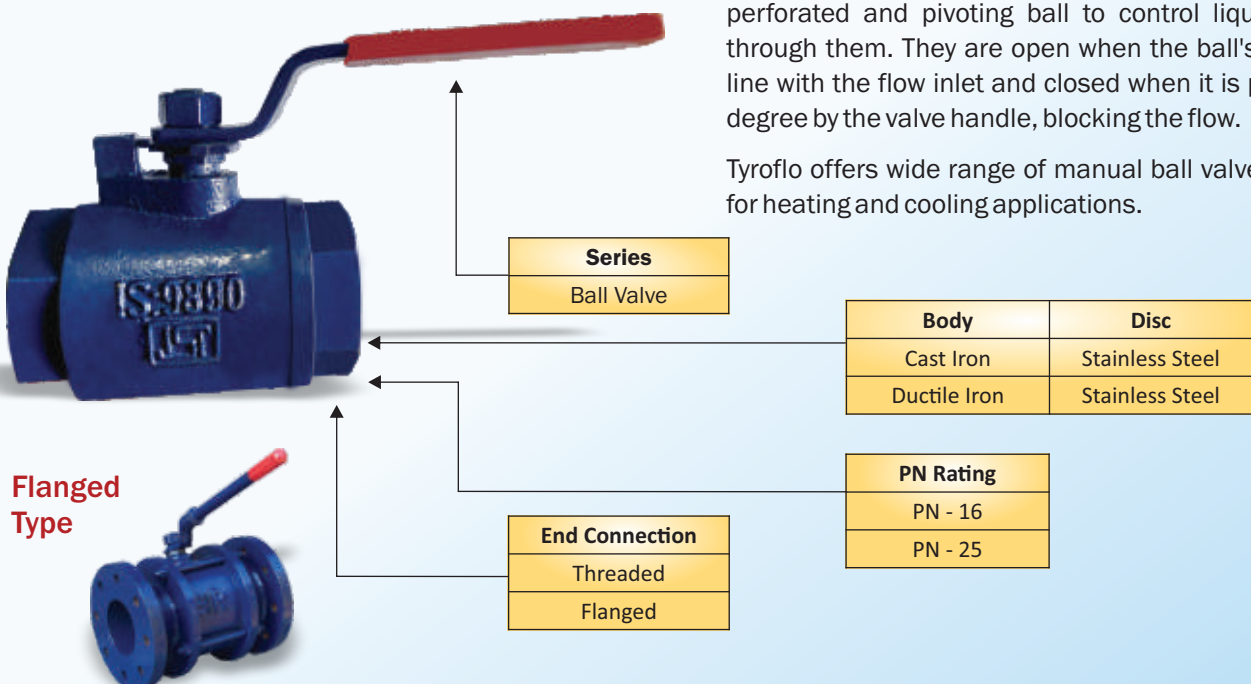 perforated and pivoting ball to control
through them. They are open when the ball's
line with the flow inlet and closed when it is
degree by the valve handle, blocking the flow.
Tyroflo offers wide range of manual ball
for heating and cooling applications.
Series
Ball Valve
IS:9890
Body Disc
Cast Iron Stainless Steel
Ductile Iron Stainless Steel
Flanged
Type
PN Rating
PN - 16
PN - 25
End Connection
Threaded
Flanged